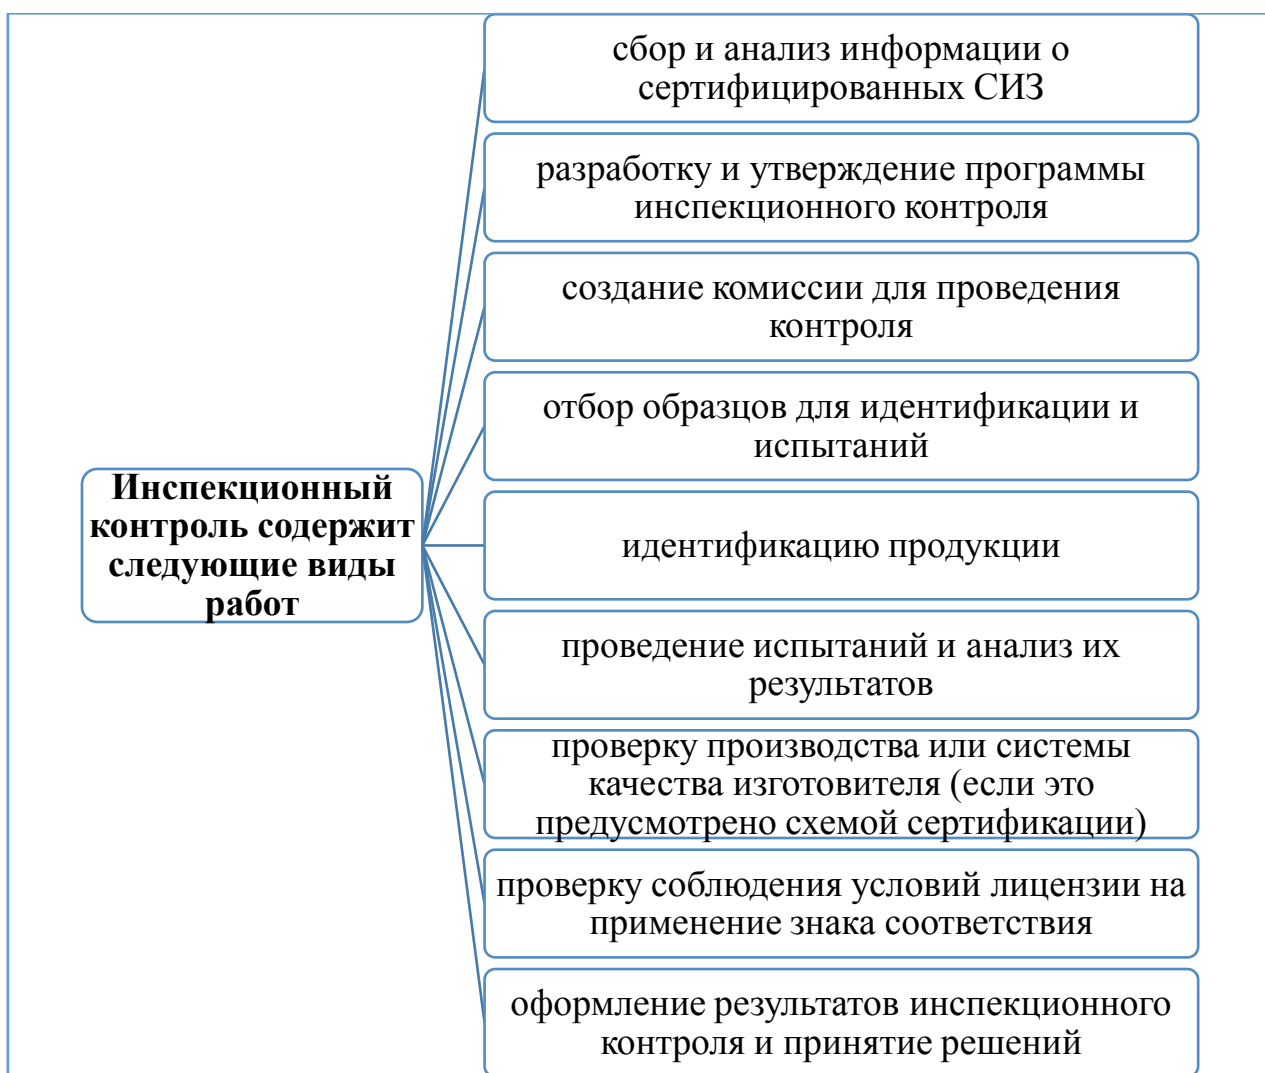 сбор и анализ информации о
сертифицированных СИЗ
разработку и утверждение программы
инспекционного контроля
создание комиссии для проведения
контроля
отбор образцов для идентификации и
испытаний
Инспекционный
контроль содержит
следующие виды
работ
идентификацию продукции
проведение испытаний и анализ их
результатов
проверку производства или системы
качества изготовителя (если это
предусмотрено схемой сертификации)
проверку соблюдения условий лицензии на
применение знака соответствия
оформление результатов инспекционного
контроля и принятие решений